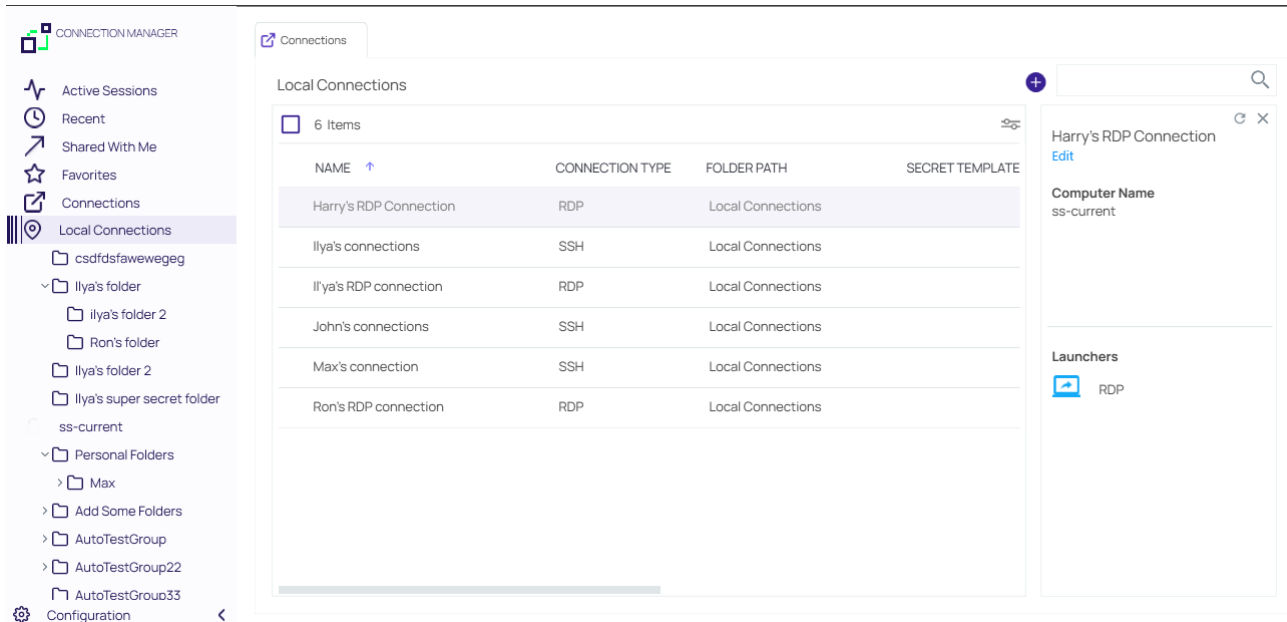 CONNECTION MANAGER
Active Sessions
Recent
Shared With Me
Favorites
Connections
Local Connections
csdfdsfawewegeg
Ilya's folder
ilya's folder 2
Ron's folder
Ilya's folder 2
Ilya's super secret folder
ss-current
Personal Folders
Max
Add Some Folders
AutoTestGroup
AutoTestGroup22
AutoTestGroup33
Configuration
Connections
Local Connections
6 Items
NAME CONNECTION TYPE FOLDER PATH SECRET TEMPLATE
Harry's RDP Connection RDP Local Connections
Ilya's connections SSH Local Connections
Il'ya's RDP connection RDP Local Connections
John's connections SSH Local Connections
Max's connection SSH Local Connections
Ron's RDP connection RDP Local Connections
Harry's RDP Connection
Edit
Computer Name
ss-current
Launchers
RDP